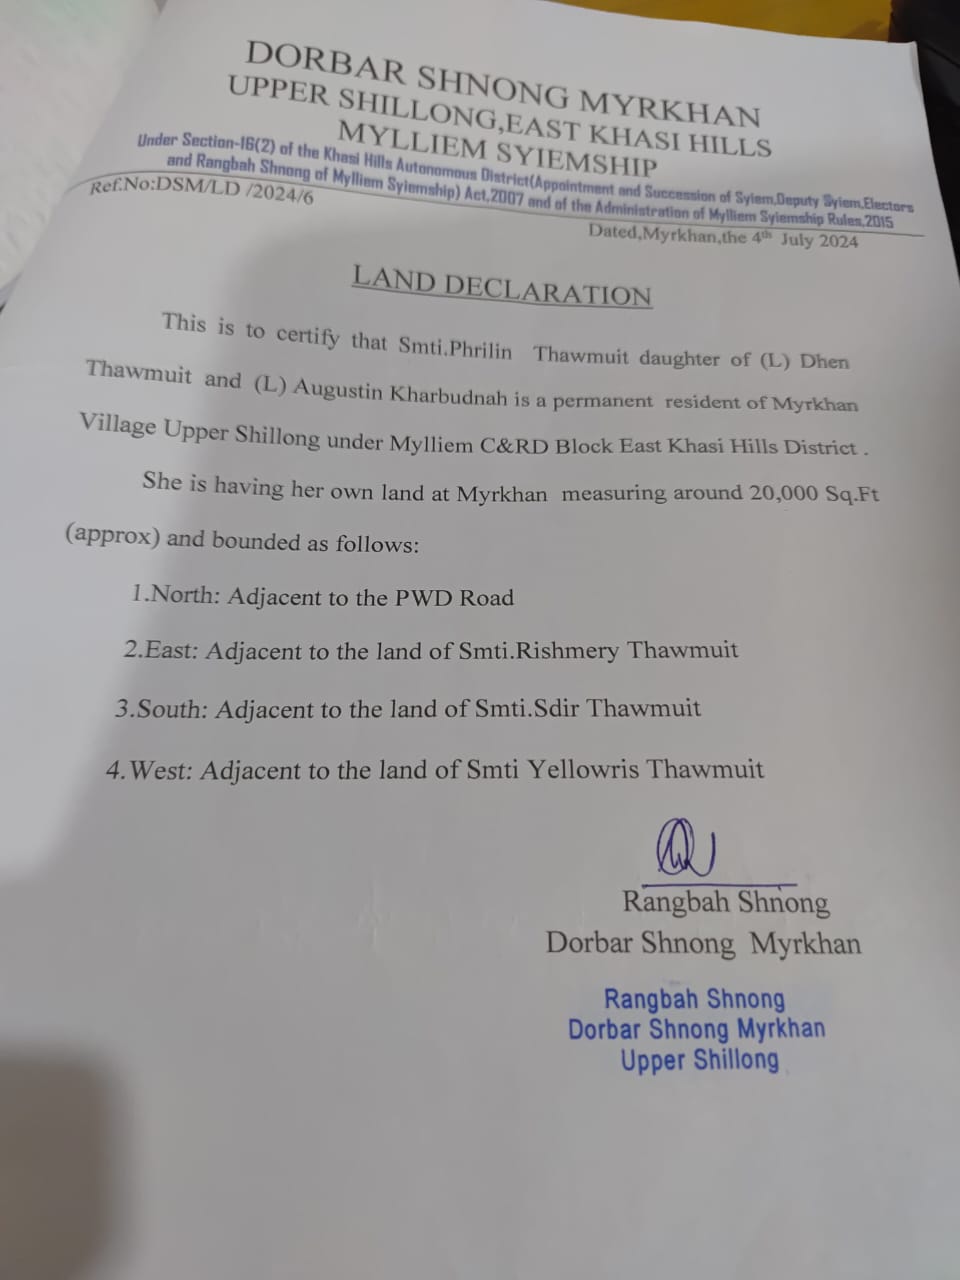 DORBAR SHNONG MYRKHAN
UPPER SHILLONG,EAST KHASI HILLS
MYLLIEM SYIEMSHIP
Under Section-16(2) of the Khasi Hills Autonomous District(Appointment and Succession of Syiem,Deputy Syiem,Electors
and Rangbah Shnong of Mylliem Syiemship) Act,2007 and of the Administration of Mylliem Syiemship Rules,2015
Ref.No:DSM/LD /2024/6
Dated,Myrkhan,the 4th July 2024
LAND DECLARATION
This is to certify that Smti.Phrilin Thawmuit daughter of (L) Dhen
Thawmuit and (L) Augustin Kharbudnah is a permanent resident of Myrkhan
Village Upper Shillong under Mylliem C&RD Block East Khasi Hills District .
She is having her own land at Myrkhan measuring around 20,000 Sq.Ft
(approx) and bounded as follows:
1.North: Adjacent to the PWD Road
2.East: Adjacent to the land of Smti.Rishmery Thawmuit
3.South: Adjacent to the land of Smti.Sdir Thawmuit
4.West: Adjacent to the land of Smti Yellowris Thawmuit
Rangbah Shnong
Dorbar Shnong Myrkhan
Rangbah Shnong
Dorbar Shnong Myrkhan
Upper Shillong